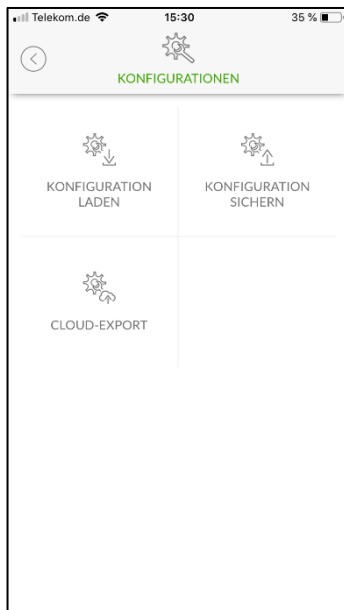 Telekom.de 15:30 35 %
KONFIGURATIONEN
KONFIGURATION
LADEN
KONFIGURATION
SICHERN
CLOUD-EXPORT